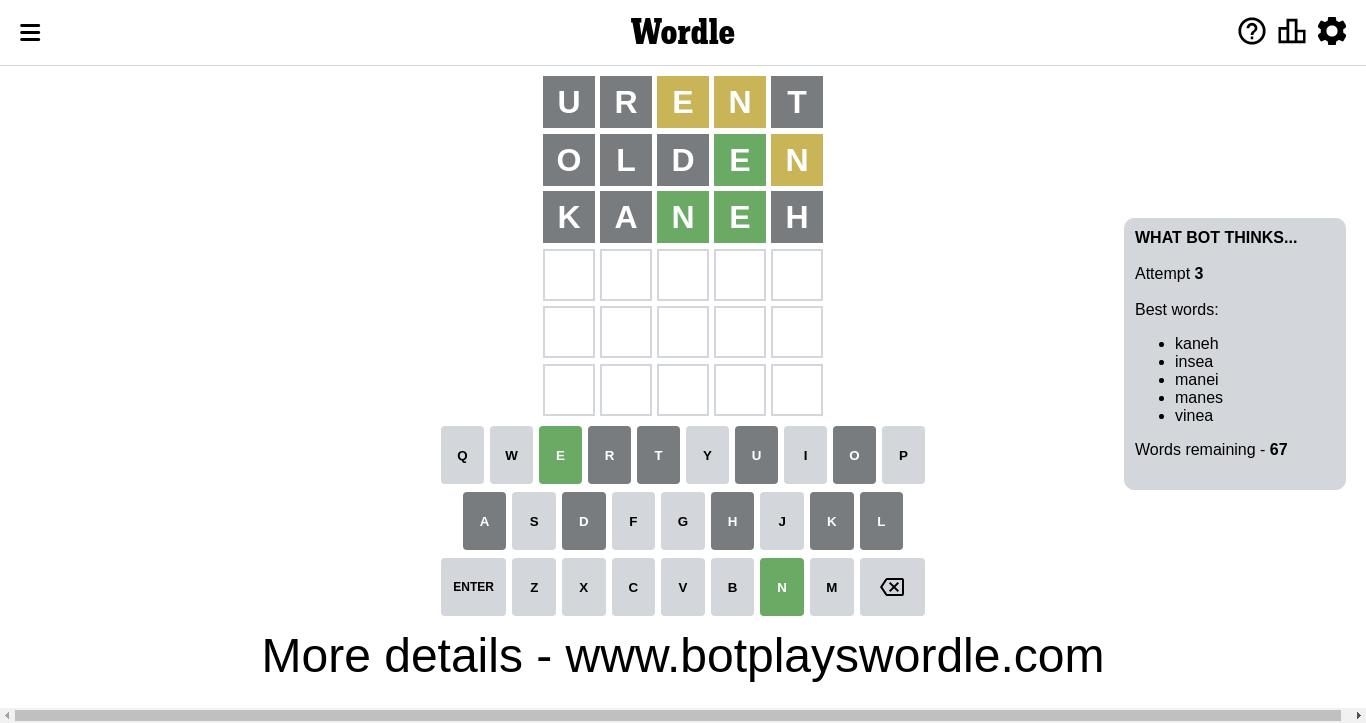 Wordle
U R E N T
O L D E N
K A N E H
WHAT BOT THINKS...
Attempt 3
Best words:
• kaneh
• insea
• manei
• manes
• vinea
Words remaining - 67
Q W E R T Y U I O P
A S D F G H J K L
ENTER Z X C V B N M
More details - www.botplayswordle.com